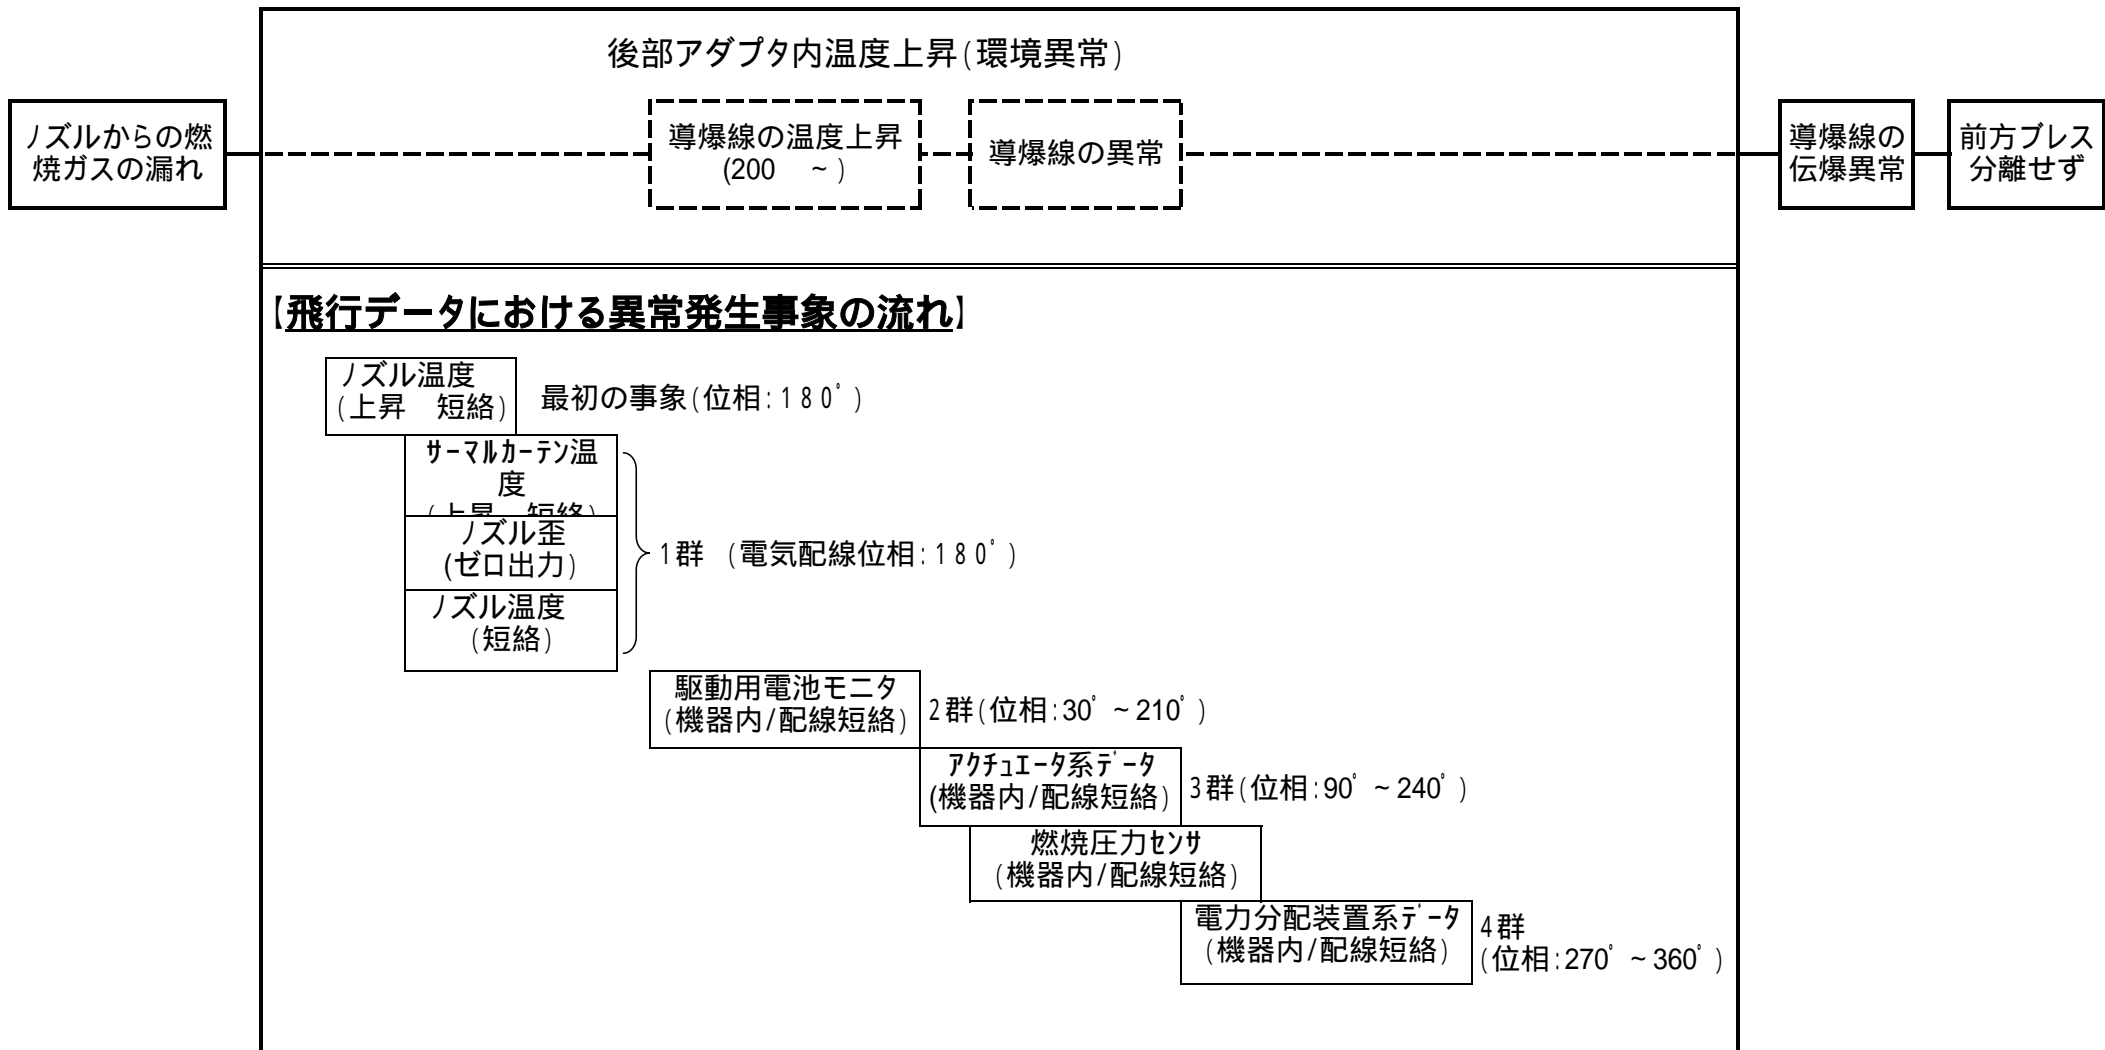 後部アダプタ内温度上昇(環境異常)
ノズルからの燃
焼ガスの漏れ
導爆線の温度上昇
(200　~)
導爆線の異常
導爆線の
伝爆異常
前方ブレス
分離せず
【飛行データにおける異常発生事象の流れ】
ノズル温度
(上昇　短絡)
最初の事象(位相:180ﾟ)
ｻｰﾏﾙｶｰﾃﾝ温
度
(上昇　短絡)
ノズル歪
(ゼロ出力)
ノズル温度
(短絡)
1群 (電気配線位相:180ﾟ)
駆動用電池モニタ
(機器内/配線短絡)
2群(位相:30ﾟ~210ﾟ)
ｱｸﾁｭｴｰﾀ系ﾃﾞｰﾀ
(機器内/配線短絡)
3群(位相:90ﾟ~240ﾟ)
燃焼圧力ｾﾝｻ
(機器内/配線短絡)
電力分配装置系ﾃﾞｰﾀ
(機器内/配線短絡)
4群
(位相:270ﾟ~360ﾟ)